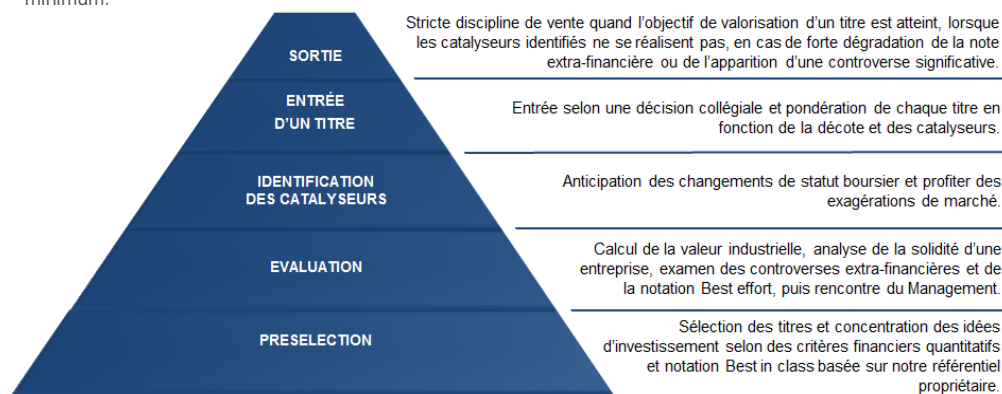 minimum.
SORTIE
Stricte discipline de vente quand l'objectif de valorisation d'un titre est atteint, lorsque
les catalyseurs identifiés ne se réalisent pas, en cas de forte dégradation de la note
extra-financière ou de l'apparition d'une controverse significative.
ENTRÉE
D'UN TITRE
Entrée selon une décision collégiale et pondération de chaque titre en
fonction de la décote et des catalyseurs.
IDENTIFICATION
DES CATALYSEURS
Anticipation des changements de statut boursier et profiter des
exagérations de marché.
EVALUATION
Calcul de la valeur industrielle, analyse de la solidité d'une
entreprise, examen des controverses extra-financières et de
la notation Best effort, puis rencontre du Management.
PRESELECTION
Sélection des titres et concentration des idées
d'investissement selon des critères financiers quantitatifs
et notation Best in class basée sur notre référentiel
propriétaire.